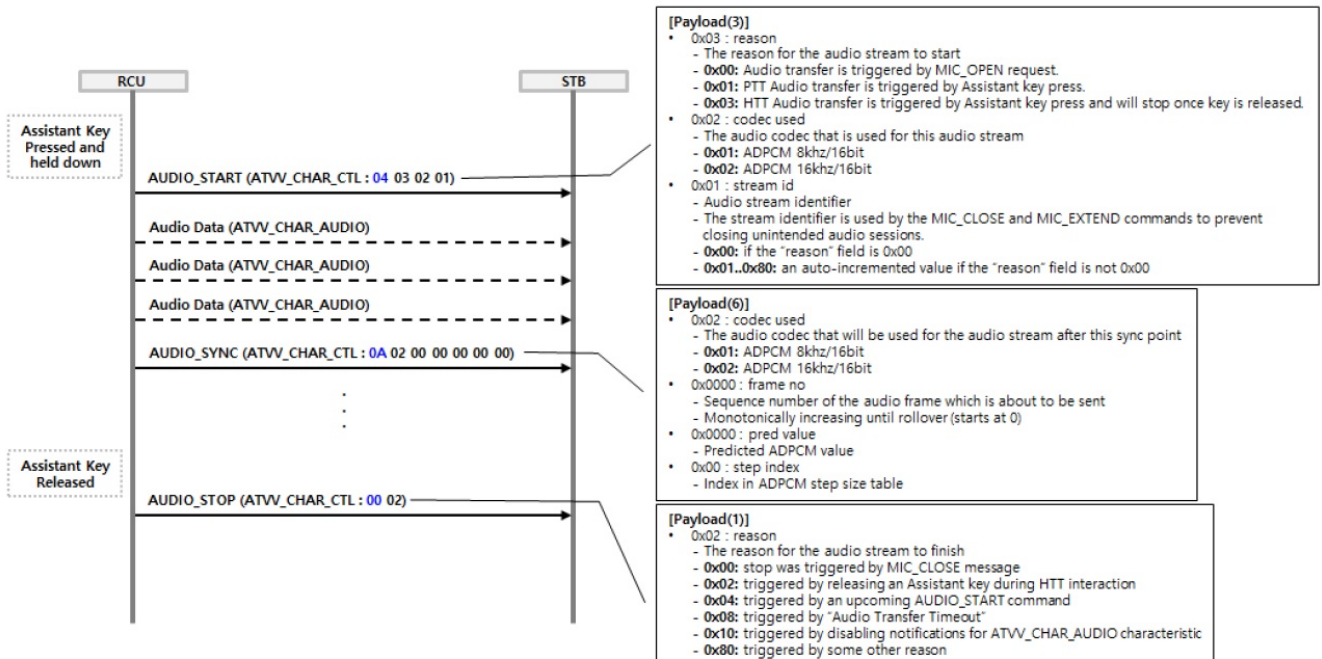 RCU
STB
Assistant Key
Pressed and
held down
AUDIO_START (ATVV_CHAR_CTL : 04 03 02 01)
Audio Data (ATVV_CHAR_AUDIO)
Audio Data (ATVV_CHAR_AUDIO)
Audio Data (ATVV_CHAR_AUDIO)
AUDIO_SYNC (ATVV_CHAR_CTL : 0A 02 00 00 00 00 00)
Assistant Key
Released
AUDIO_STOP (ATVV_CHAR_CTL : 00 02)
[Payload(3)]
• 0x03 : reason
- The reason for the audio stream to start
- 0x00: Audio transfer is triggered by MIC_OPEN request.
- 0x01: PTT Audio transfer is triggered by Assistant key press.
- 0x03: HTT Audio transfer is triggered by Assistant key press and will stop once key is released.
• 0x02 : codec used
- The audio codec that is used for this audio stream
- 0x01: ADPCM 8khz/16bit
- 0x02: ADPCM 16khz/16bit
• 0x01 : stream id
- Audio stream identifier
- The stream identifier is used by the MIC_CLOSE and MIC_EXTEND commands to prevent
closing unintended audio sessions.
- 0x00: if the "reason" field is 0x00
- 0x01..0x80: an auto-incremented value if the "reason" field is not 0x00
[Payload(6)]
• 0x02 : codec used
- The audio codec that will be used for the audio stream after this sync point
- 0x01: ADPCM 8khz/16bit
- 0x02: ADPCM 16khz/16bit
• 0x0000 : frame no
- Sequence number of the audio frame which is about to be sent
- Monotonically increasing until rollover (starts at 0)
• 0x0000 : pred value
- Predicted ADPCM value
• 0x00 : step index
- Index in ADPCM step size table
[Payload(1)]
• 0x02 : reason
- The reason for the audio stream to finish
- 0x00: stop was triggered by MIC_CLOSE message
- 0x02: triggered by releasing an Assistant key during HTT interaction
- 0x04: triggered by an upcoming AUDIO_START command
- 0x08: triggered by "Audio Transfer Timeout"
- 0x10: triggered by disabling notifications for ATVV_CHAR_AUDIO characteristic
- 0x80: triggered by some other reason